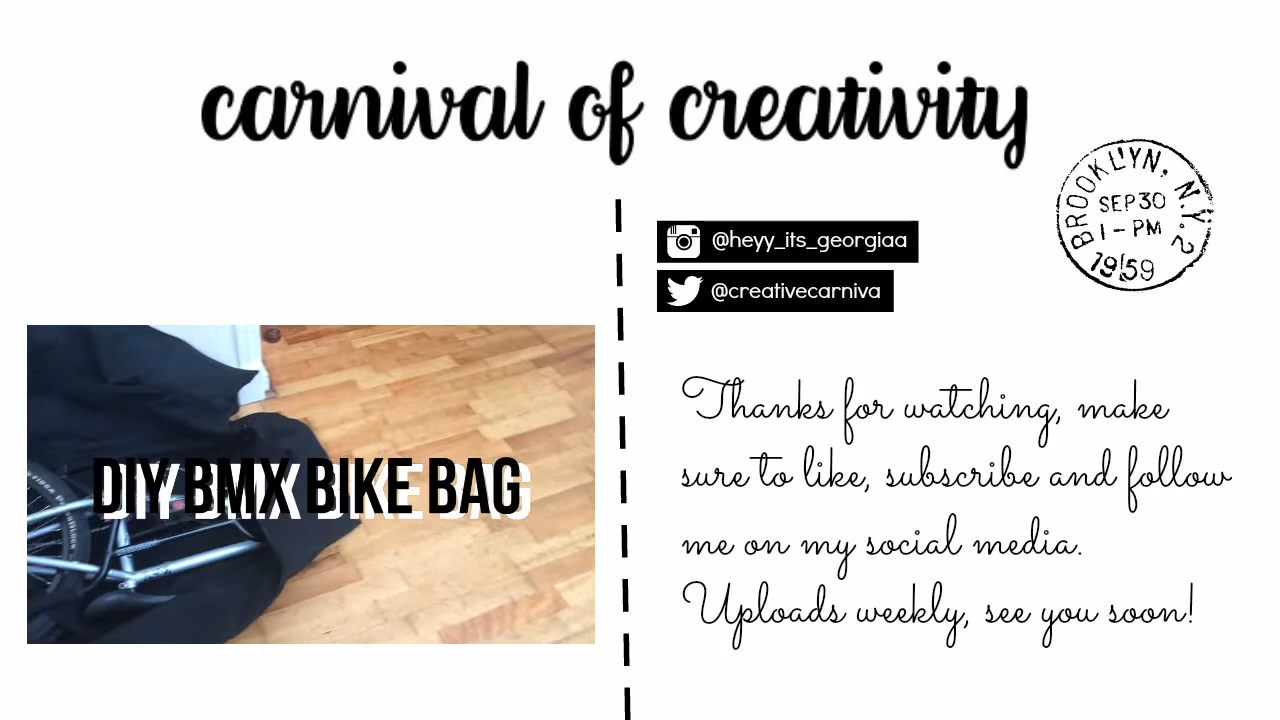 carnival of creativity
BROOKLYN, N.Y. 2
SEP 30
1 - PM
1959
@heyy_its_georgiaa
@creativecarniva
DIY BMX BIKE BAG
Thanks for watching, make
sure to like, subscribe and follow
me on my social media.
Uploads weekly, see you soon!